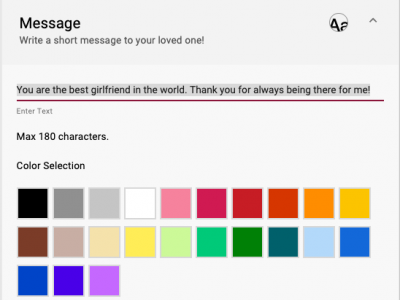 Message
Write a short message to your loved one!
You are the best girlfriend in the world. Thank you for always being there for me!
Enter Text
Max 180 characters.
Color Selection